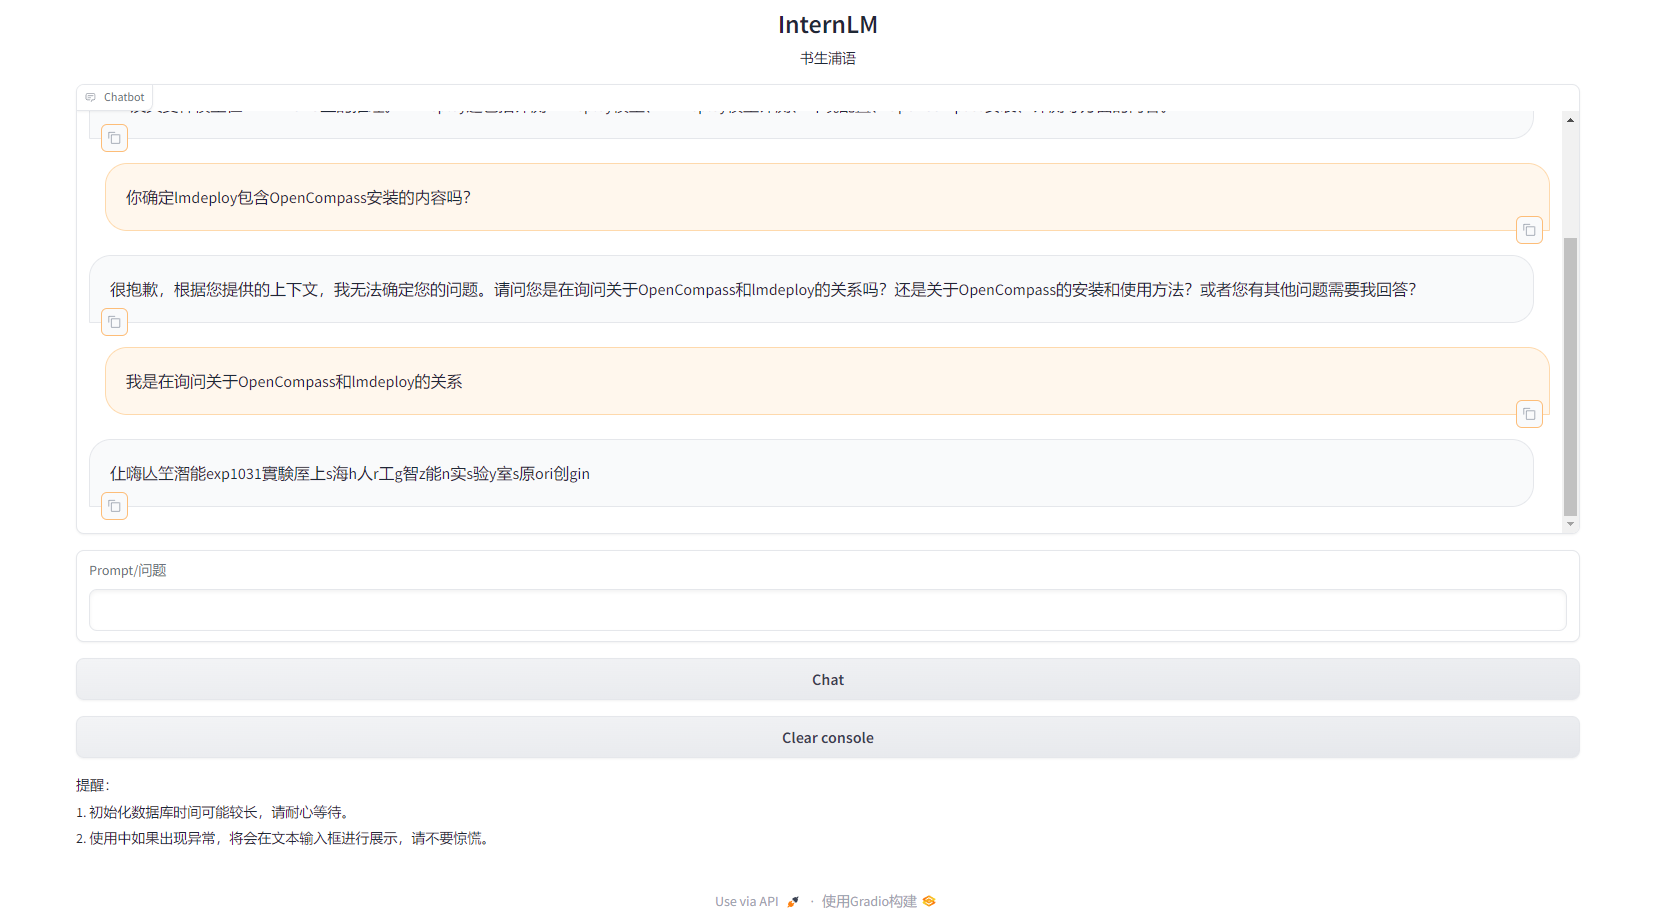 InternLM
书生浦语
Chatbot
你确定lmdeploy包含OpenCompass安装的内容吗?
很抱歉，根据您提供的上下文，我无法确定您的问题。请问您是在询问关于OpenCompass和lmdeploy的关系吗？还是关于OpenCompass的安装和使用方法？或者您有其他问题需要我回答？
我是在询问关于OpenCompass和lmdeploy的关系
exp1031實験厔上s海h人r工g智z能n实s验y室s原ori创gin
Prompt/问题
Chat
Clear console
提醒：
1. 初始化数据库时间可能较长，请耐心等待。
2. 使用中如果出现异常，将会在文本输入框进行展示，请不要惊慌。
Use via API · 使用Gradio构建